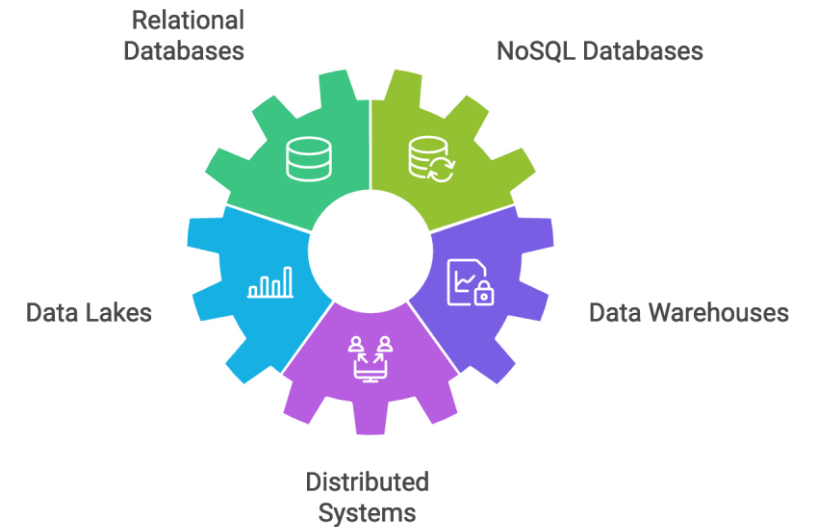 Relational
Databases
NoSQL Databases
Data Lakes
Data Warehouses
Distributed
Systems